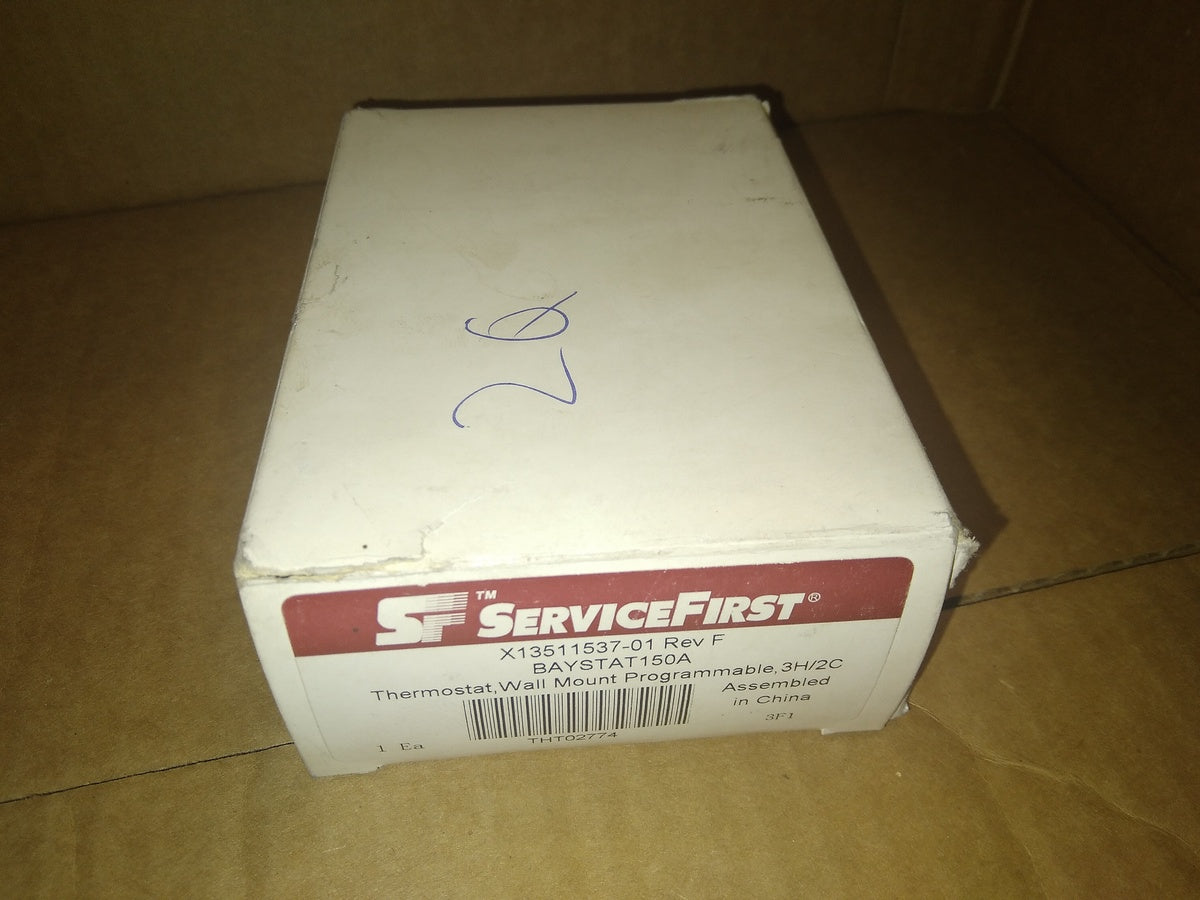 26
SF™ SERVICEFIRST®
X13511537-01 Rev F
BAYSTAT150A
Thermostat,Wall Mount Programmable,3H/2C
Assembled
in China
3F1
1 Ea
THT02774